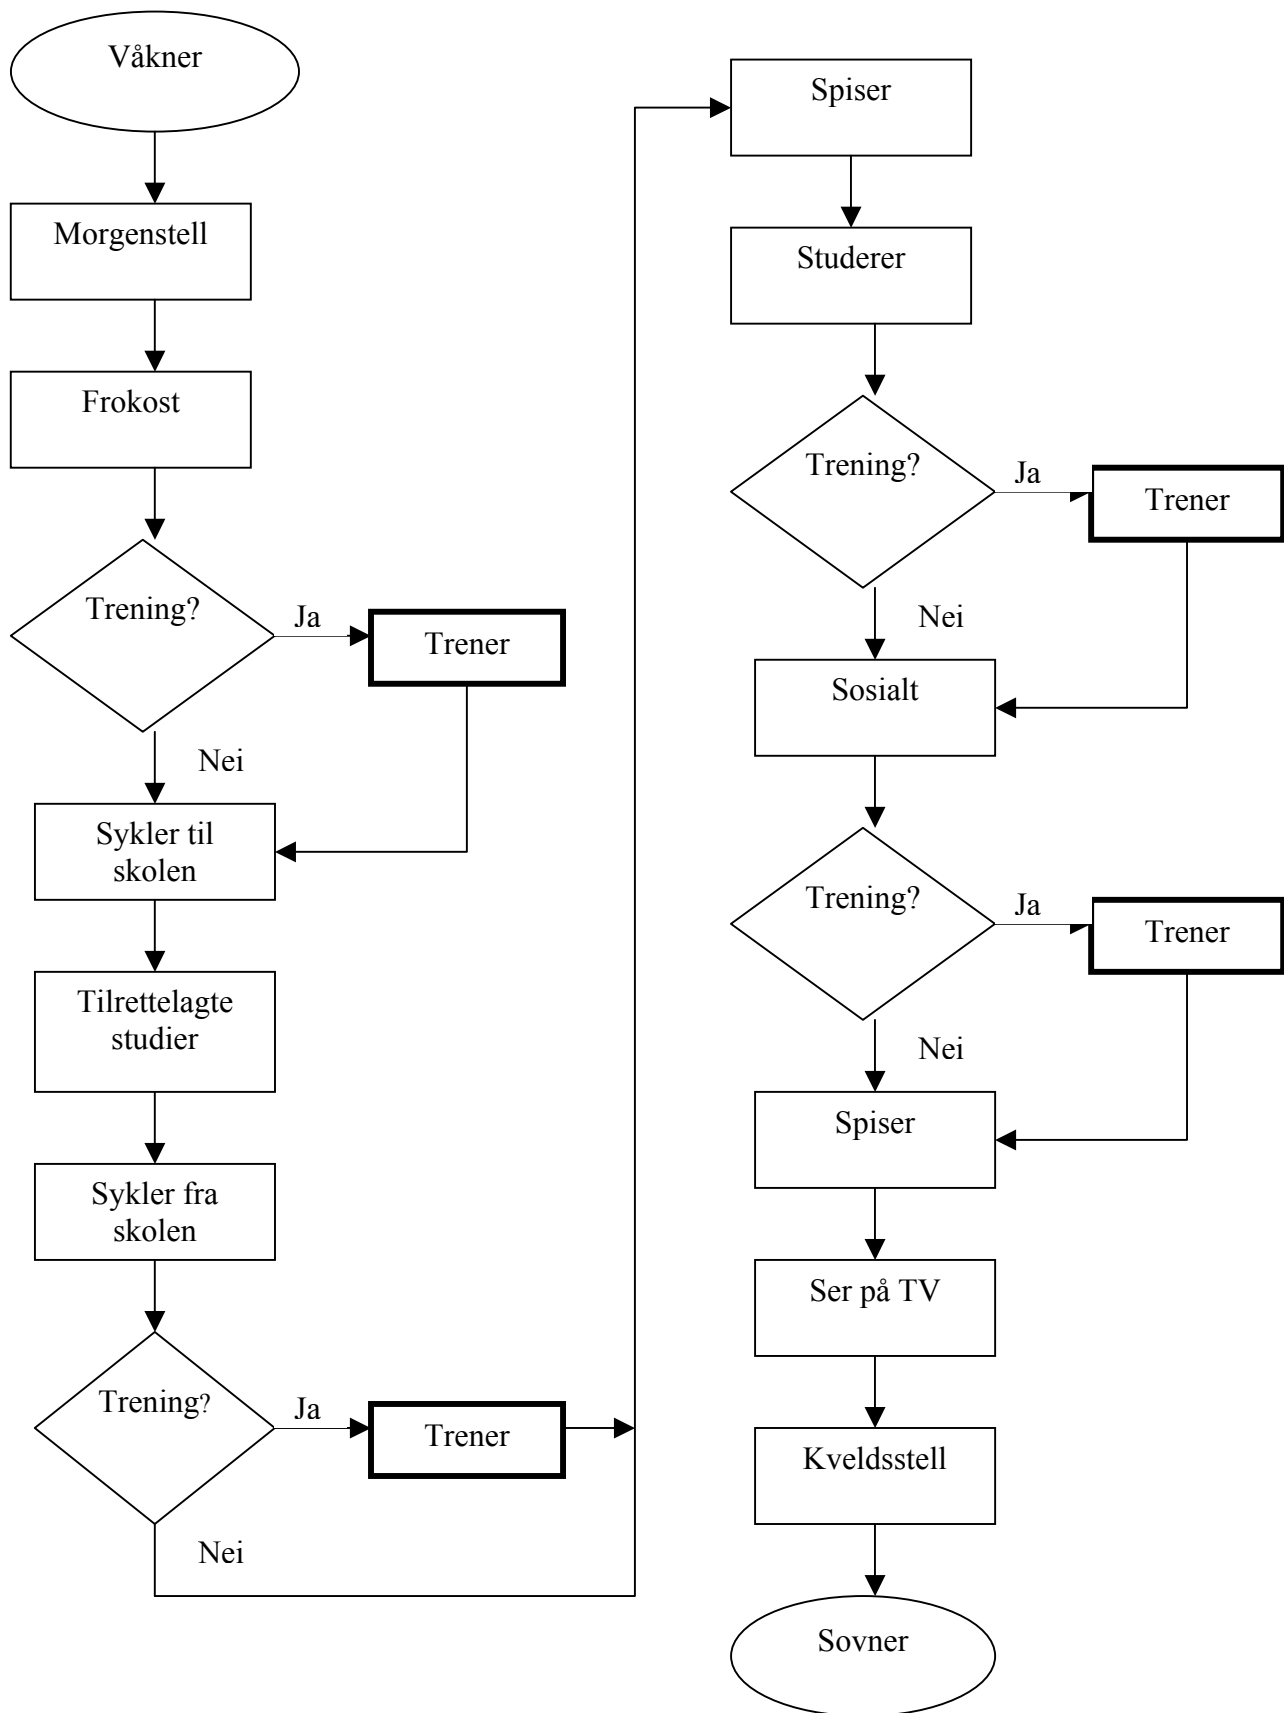 Våkner
Morgenstell
Frokost
Trening?
Ja
Trener
Nei
Sykler til
skolen
Tilrettelagte
studier
Sykler fra
skolen
Trening?
Ja
Trener
Nei
Spiser
Studerer
Trening?
Ja
Trener
Nei
Sosialt
Trening?
Ja
Trener
Nei
Spiser
Ser på TV
Kveldsstell
Sovner